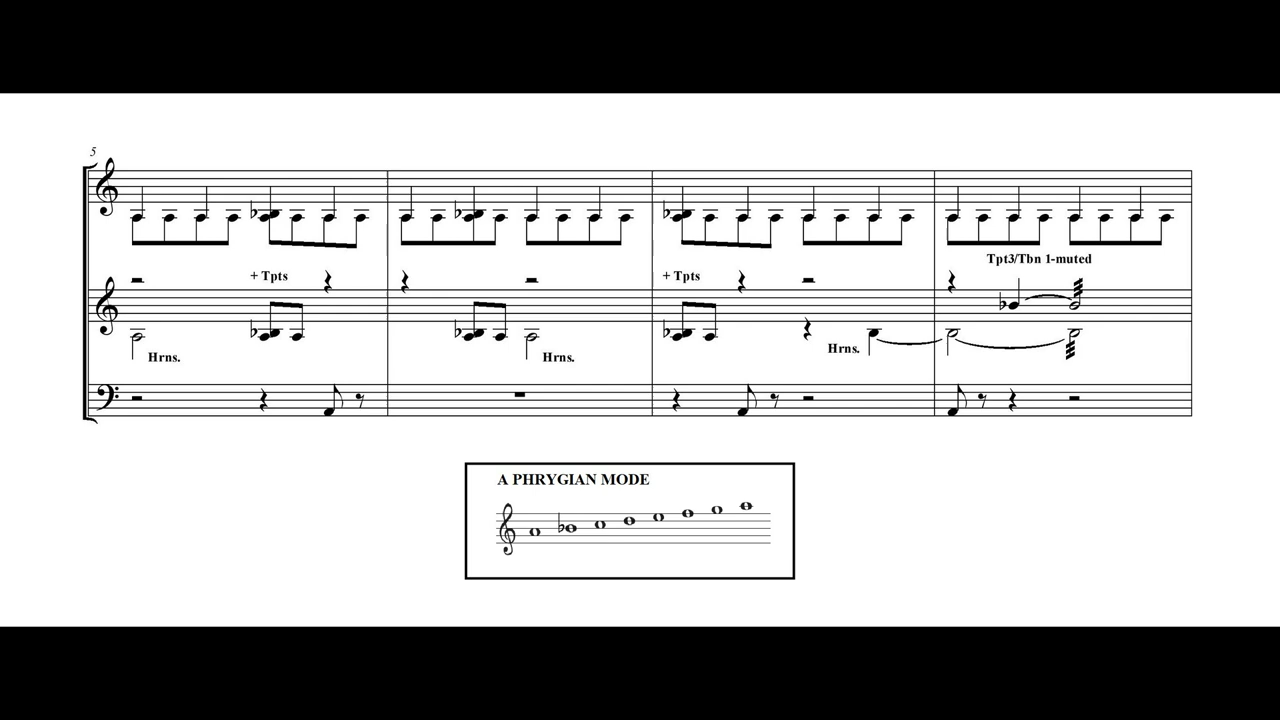 5
+ Tpts
Hrns.
Hrns.
+ Tpts
Hrns.
Tpt3/Tbn 1-muted
A PHRYGIAN MODE